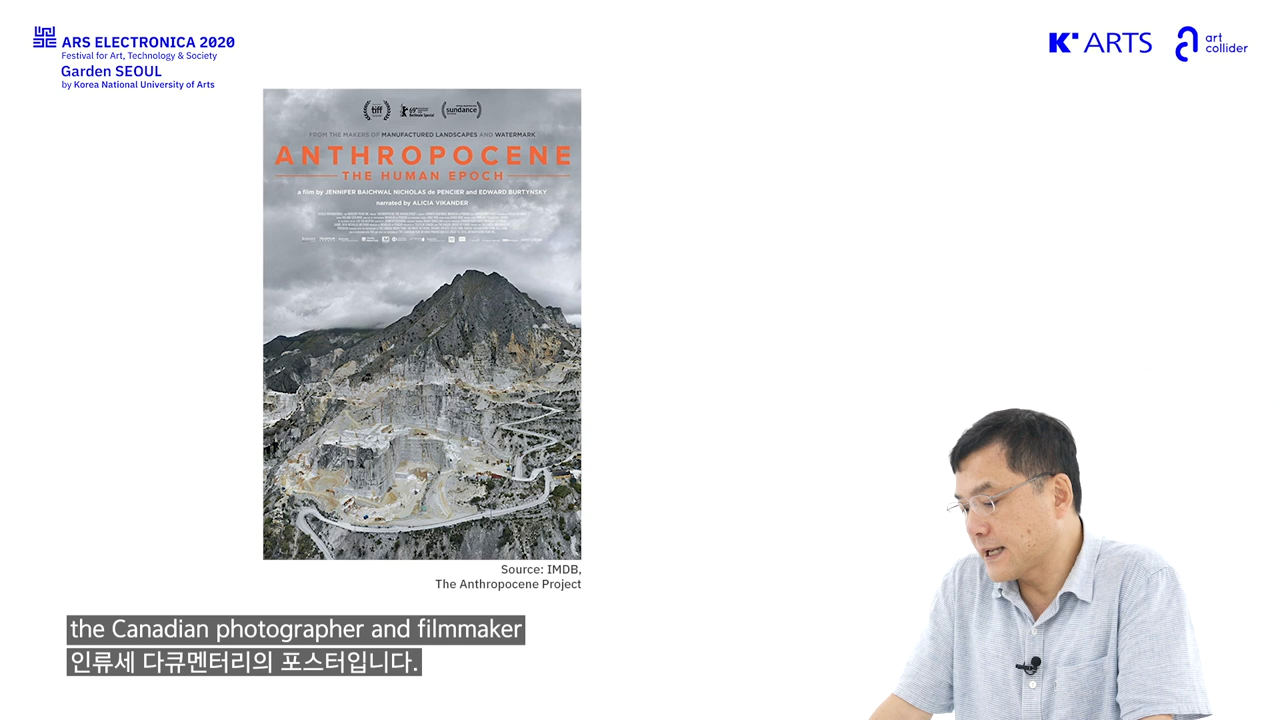 ARS ELECTRONICA 2020
Festival for Art, Technology & Society
Garden SEOUL
by Korea National University of Arts
K'ARTS
art
collider
tiff
sundance
FROM THE MAKERS OF MANUFACTURED LANDSCAPES AND WATERMARK
ANTHROPOCENE
THE HUMAN EPOCH
a film by JENNIFER BAICHWAL NICHOLAS de PENCIER and EDWARD BURTYNSKY
narrated by ALICIA VIKANDER
Source: IMDB,
The Anthropocene Project
the Canadian photographer and filmmaker
인류세 다큐멘터리의 포스터입니다.